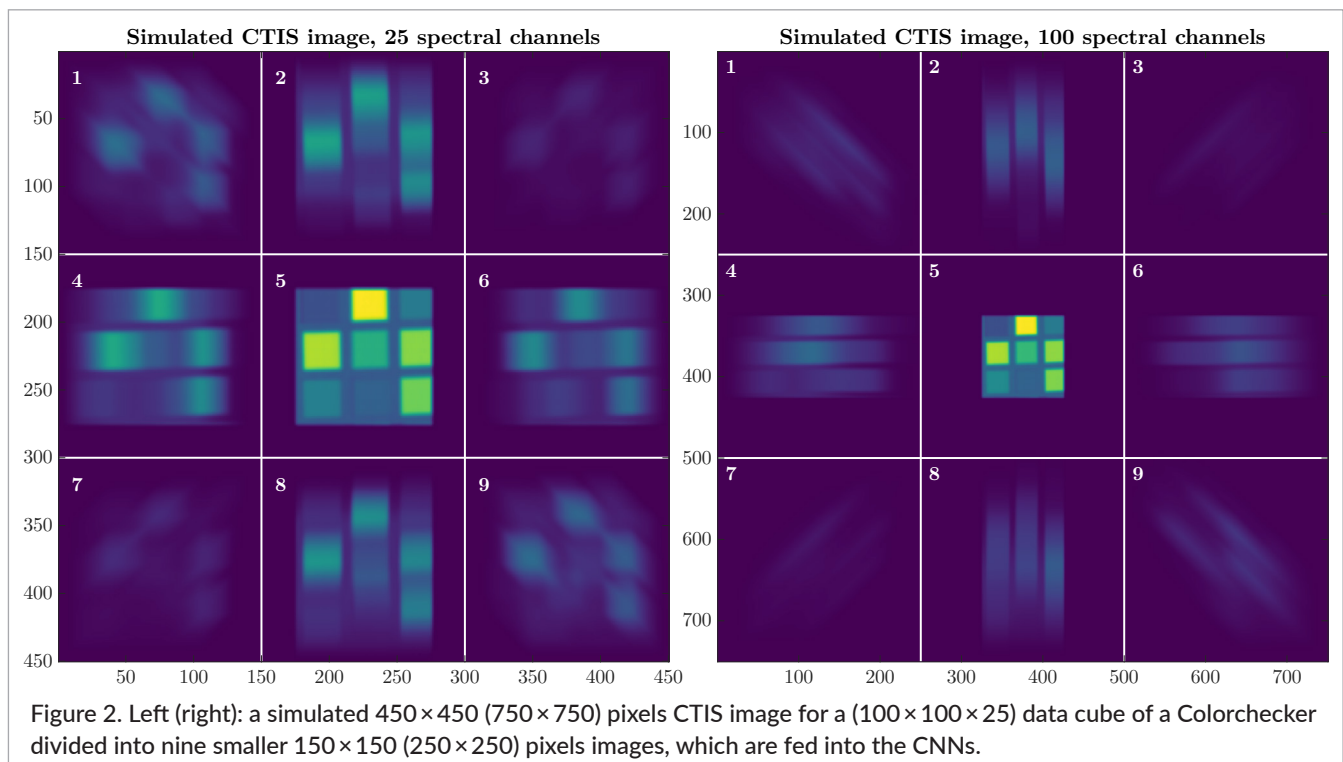 Simulated CTIS image, 25 spectral channels
1 2 3
50
100
150
4 5 6
200
250
300
7 8 9
350
400
450
50 100 150 200 250 300 350 400 450
Simulated CTIS image, 100 spectral channels
1 2 3
100
200
4 5 6
300
400
500
7 8 9
600
700
100 200 300 400 500 600 700
Figure 2. Left (right): a simulated 450×450 (750×750) pixels CTIS image for a (100×100×25) data cube of a Colorchecker
divided into nine smaller 150×150 (250×250) pixels images, which are fed into the CNNs.